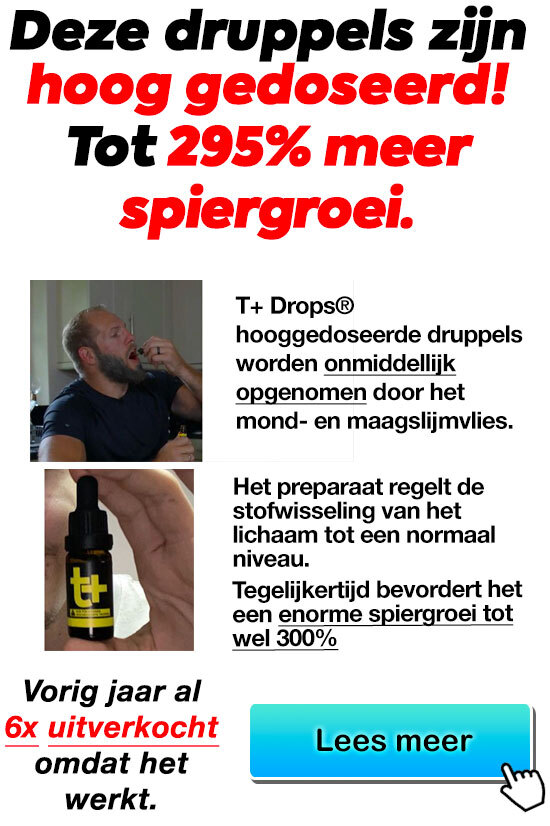 Deze druppels zijn
hoog gedoseerd!
Tot 295% meer
spiergroei.
T+ Drops®
hooggedoseerde druppels
worden onmiddellijk
opgenomen door het
mond- en maagslijmvlies.
t+
Het preparaat regelt de
stofwisseling van het
lichaam tot een normaal
niveau.
Tegelijkertijd bevordert het
een enorme spiergroei tot
wel 300%
Vorig jaar al
6x uitverkocht
omdat het
werkt.
Lees meer